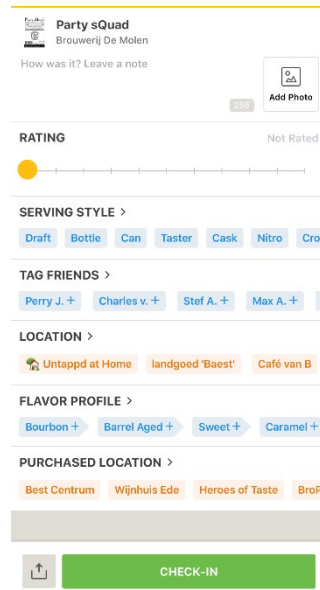 Party sQuad
Brouwerij De Molen
How was it? Leave a note
255
Add Photo
RATING Not Rated
SERVING STYLE >
Draft Bottle Can Taster Cask Nitro Cro
TAG FRIENDS >
Perry J. + Charles v. + Stef A. + Max A. +
LOCATION >
Untappd at Home landgoed 'Baest' Café van B
FLAVOR PROFILE >
Bourbon + Barrel Aged + Sweet + Caramel +
PURCHASED LOCATION >
Best Centrum Wijnhuis Ede Heroes of Taste BroP
CHECK-IN